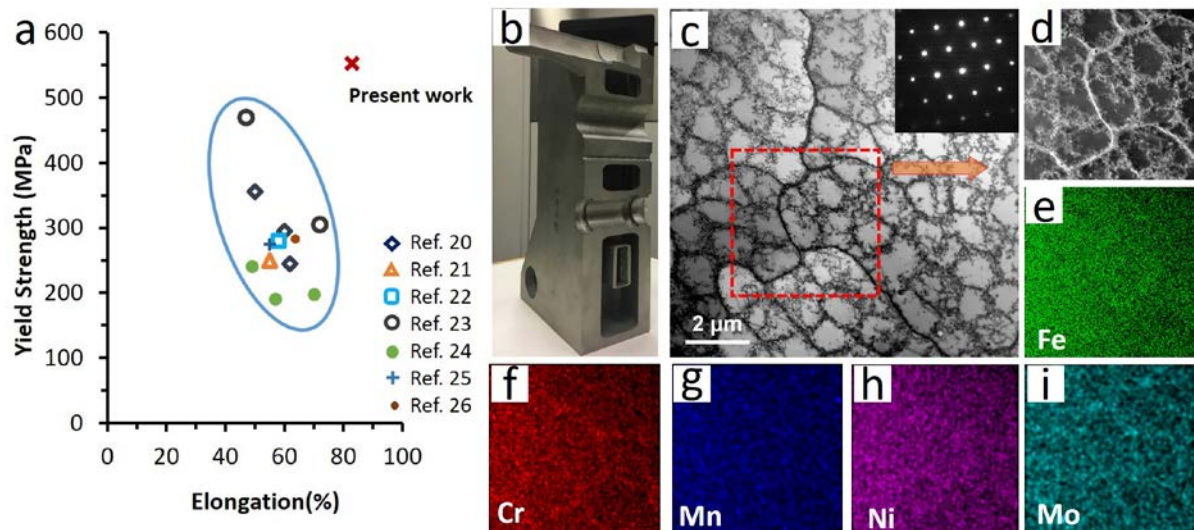 a
600
500
400
300
200
100
0
Yield Strength (MPa)
0 20 40 60 80 100
Elongation(%)
Present work
Ref. 20
Ref. 21
Ref. 22
Ref. 23
Ref. 24
Ref. 25
Ref. 26
b
c
2 μm
d
e
Fe
f
Cr
g
Mn
h
Ni
i
Mo